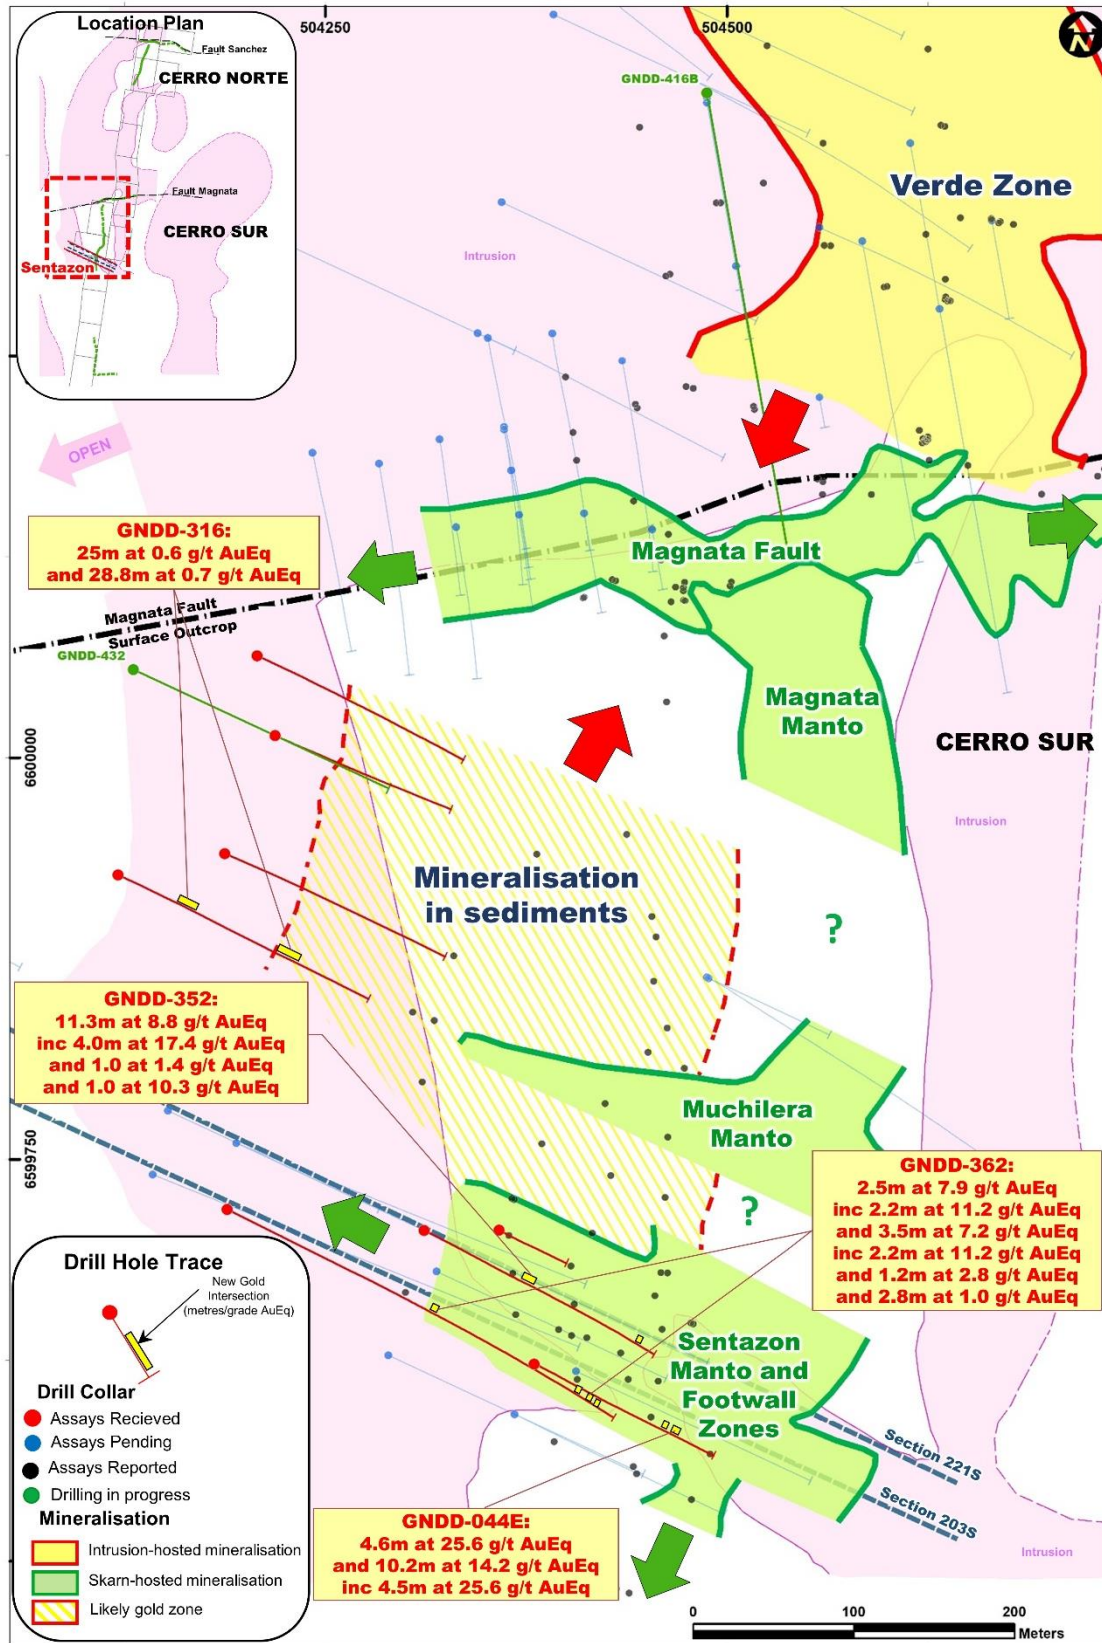 Location Plan
Fault Sanchez
CERRO NORTE
Fault Magnata
CERRO SUR
Sentazon
504250
504500
N
GNDD-416B
Verde Zone
Intrusion
OPEN
GNDD-316:
25m at 0.6 g/t AuEq
and 28.8m at 0.7 g/t AuEq
Magnata Fault
Magnata Fault
Surface Outcrop
GNDD-432
Magnata
Manto
6600000
CERRO SUR
Intrusion
Mineralisation
in sediments
?
GNDD-352:
11.3m at 8.8 g/t AuEq
inc 4.0m at 17.4 g/t AuEq
and 1.0 at 1.4 g/t AuEq
and 1.0 at 10.3 g/t AuEq
Muchilera
Manto
6599750
GNDD-362:
2.5m at 7.9 g/t AuEq
inc 2.2m at 11.2 g/t AuEq
and 3.5m at 7.2 g/t AuEq
inc 2.2m at 11.2 g/t AuEq
and 1.2m at 2.8 g/t AuEq
and 2.8m at 1.0 g/t AuEq
?
Sentazon
Manto and
Footwall
Zones
Section 221S
Section 203S
Intrusion
Drill Hole Trace
New Gold
Intersection
(metres/grade AuEq)
Drill Collar
Assays Recieved
Assays Pending
Assays Reported
Drilling in progress
Mineralisation
Intrusion-hosted mineralisation
Skarn-hosted mineralisation
Likely gold zone
GNDD-044E:
4.6m at 25.6 g/t AuEq
and 10.2m at 14.2 g/t AuEq
inc 4.5m at 25.6 g/t AuEq
0 100 200
Meters